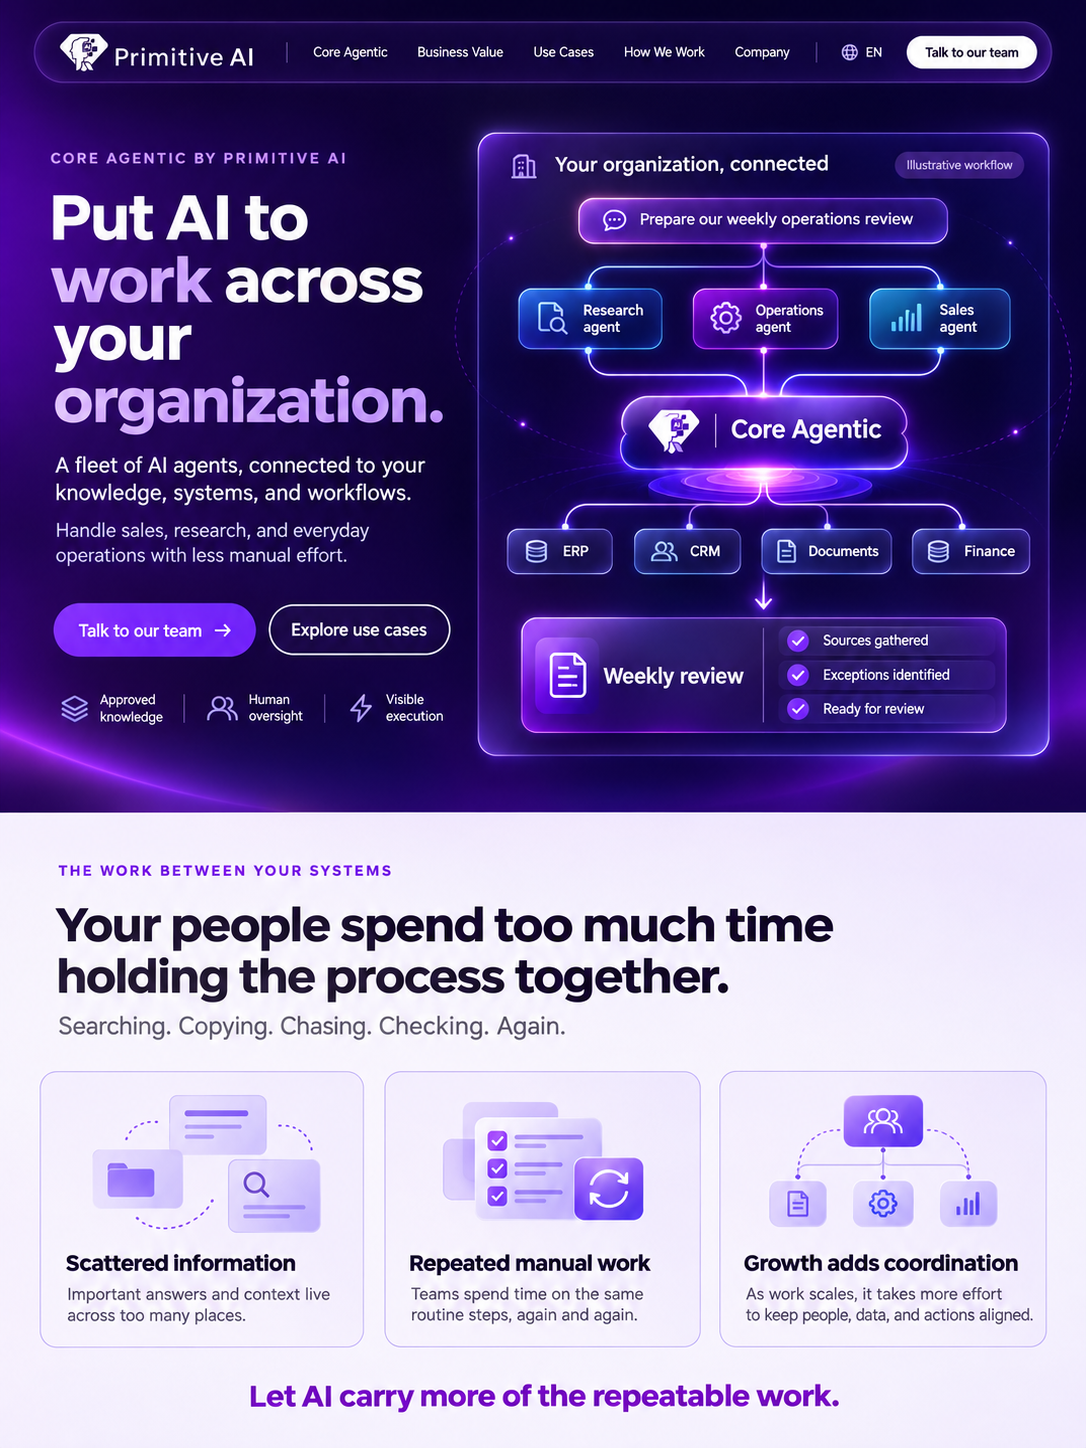 Primitive AI
Core Agentic
Business Value
Use Cases
How We Work
Company
EN
Talk to our team
CORE AGENTIC BY PRIMITIVE AI
Put AI to
work across
your
organization.
A fleet of AI agents, connected to your
knowledge, systems, and workflows.
Handle sales, research, and everyday
operations with less manual effort.
Talk to our team →
Explore use cases
Approved
knowledge
Human
oversight
Visible
execution
Your organization, connected
Illustrative workflow
Prepare our weekly operations review
Research
agent
Operations
agent
Sales
agent
Core Agentic
ERP
CRM
Documents
Finance
Weekly review
Sources gathered
Exceptions identified
Ready for review
THE WORK BETWEEN YOUR SYSTEMS
Your people spend too much time
holding the process together.
Searching. Copying. Chasing. Checking. Again.
Scattered information
Important answers and context live
across too many places.
Repeated manual work
Teams spend time on the same
routine steps, again and again.
Growth adds coordination
As work scales, it takes more effort
to keep people, data, and actions aligned.
Let AI carry more of the repeatable work.